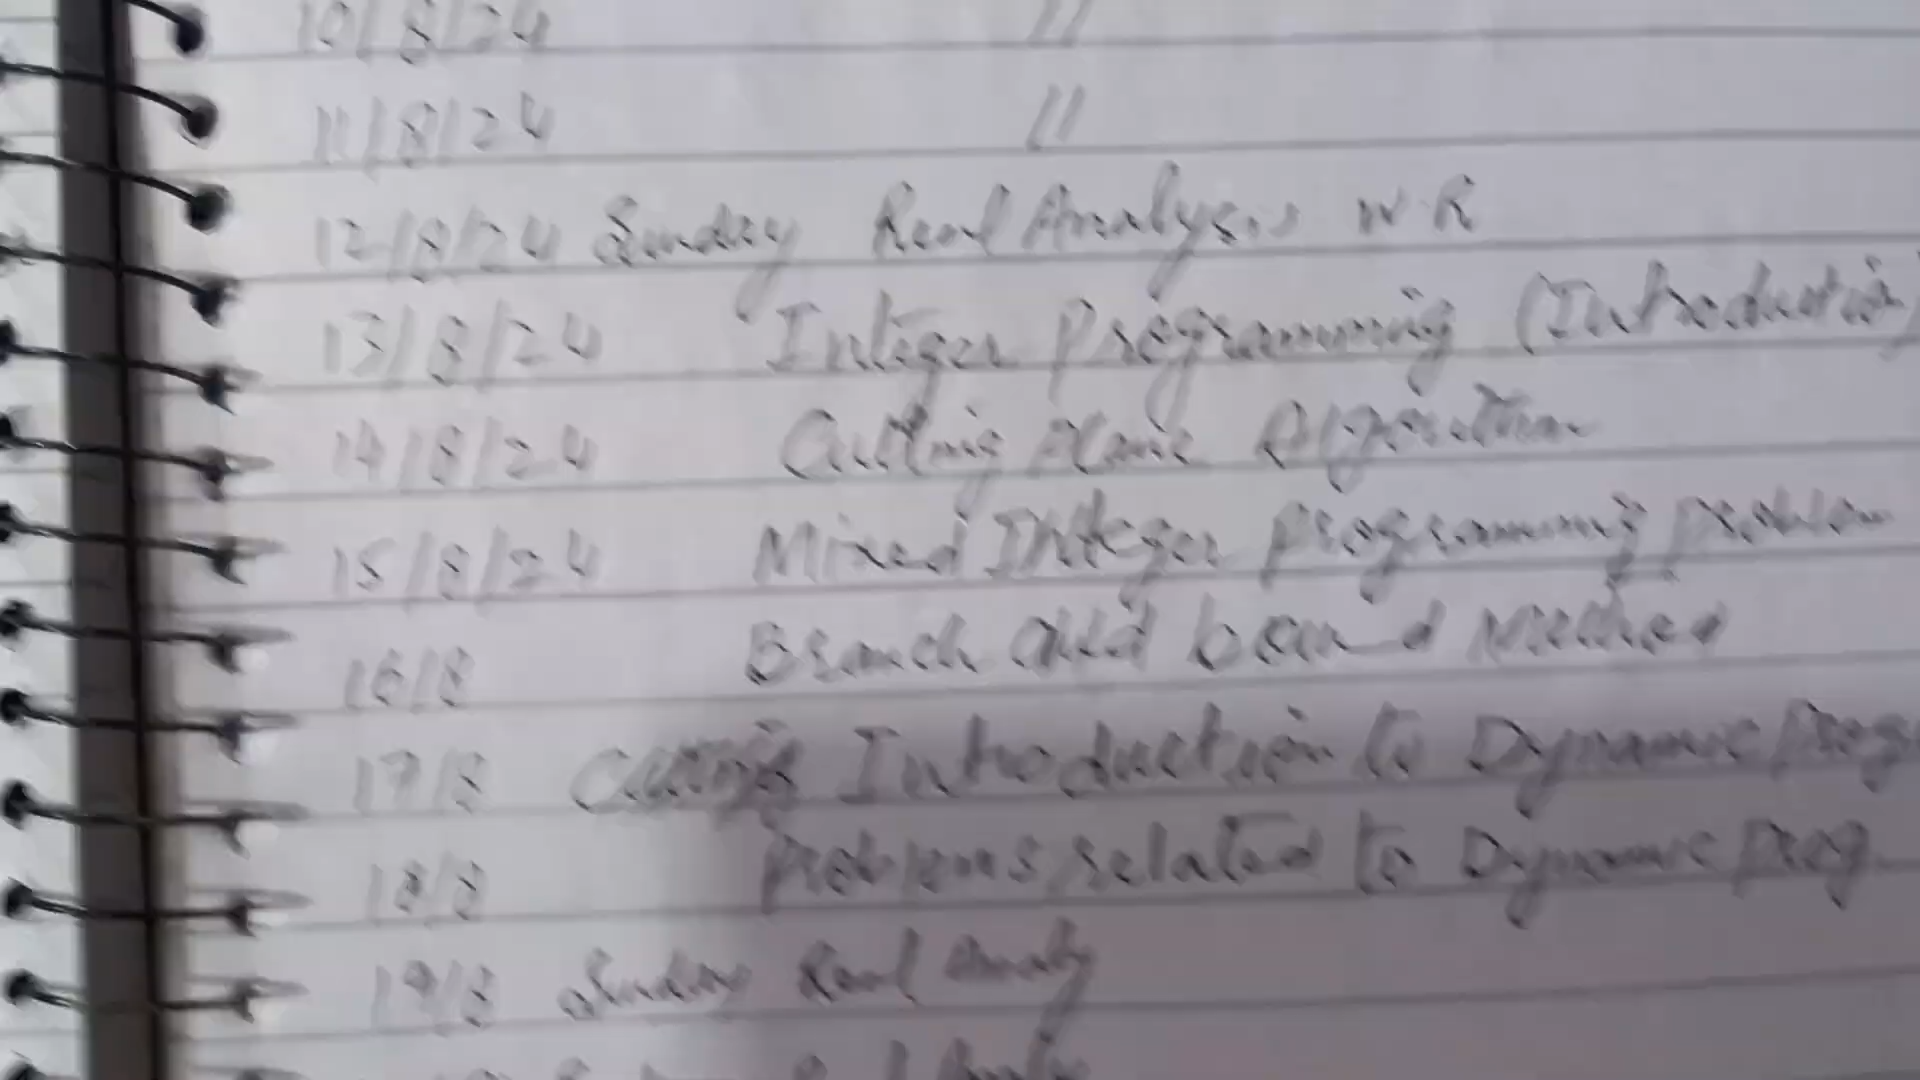 10/8/24 //
11/8/24 //
12/8/24 Sunday Real Analysis W.R
13/8/24 Integer Programming (Introduction)
14/8/24 Cutting Plane Algorithm
15/8/24 Mixed Integer Programming problem
16/8 Branch and bound Method
17/8 Introduction to Dynamic Prog
18/8 Problems related to Dynamic Prog.
19/8 Sunday Real Analy